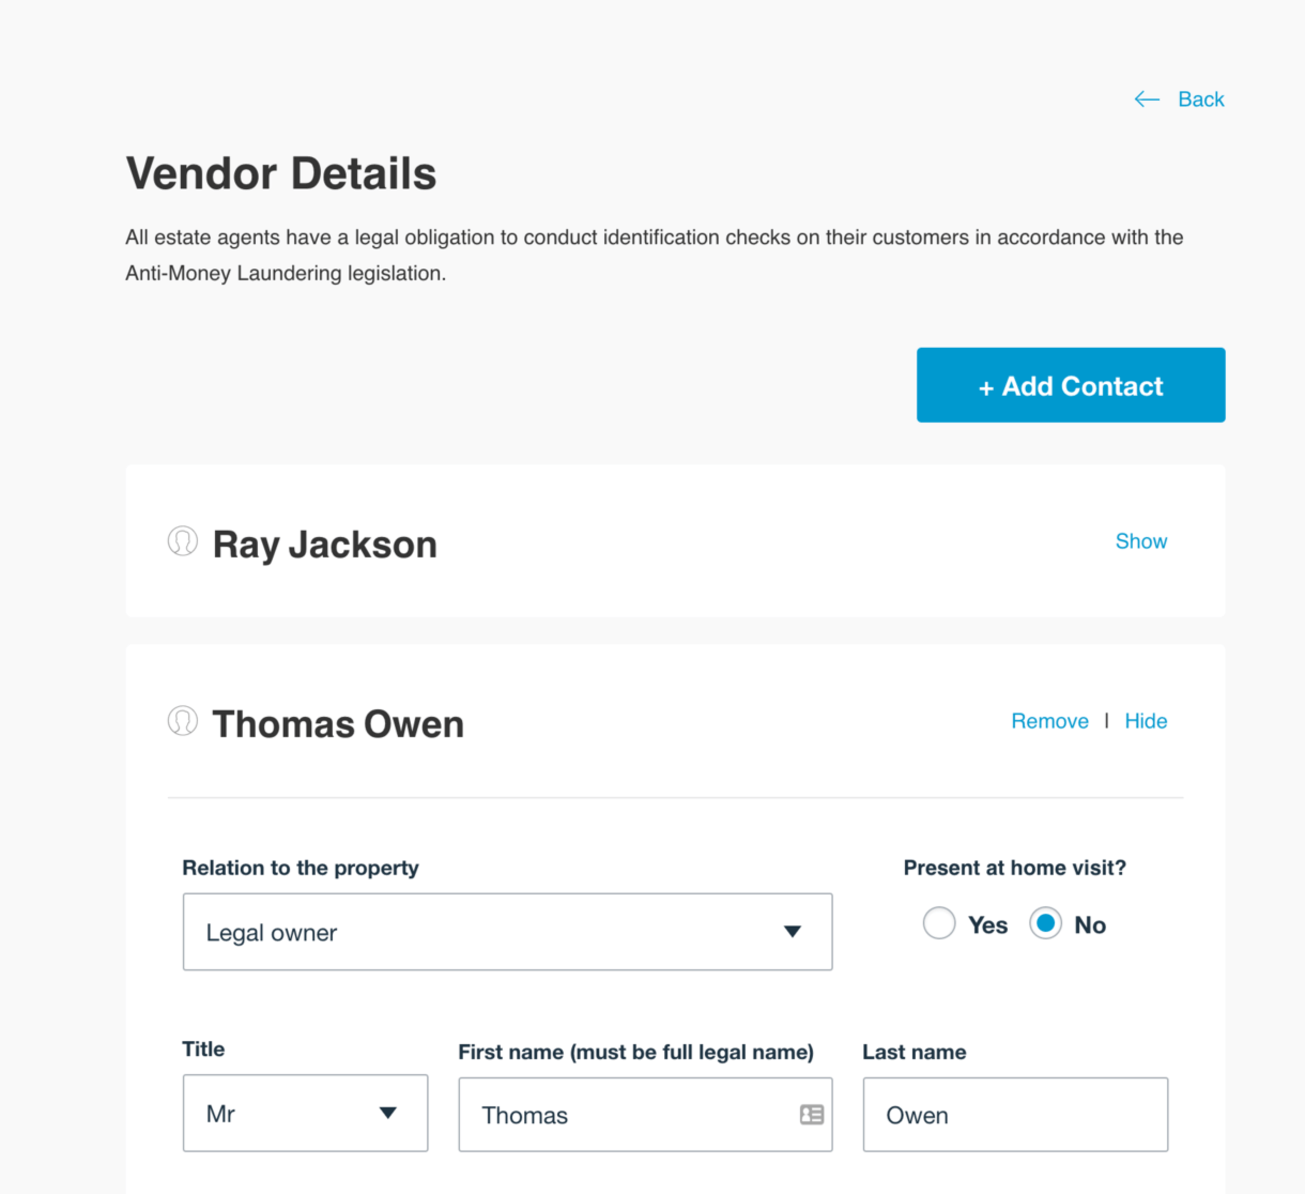 Back
Vendor Details
All estate agents have a legal obligation to conduct identification checks on their customers in accordance with the
Anti-Money Laundering legislation.
+ Add Contact
Ray Jackson
Show
Thomas Owen
Remove | Hide
Relation to the property
Present at home visit?
Legal owner
Yes
No
Title
First name (must be full legal name)
Last name
Mr
Thomas
Owen